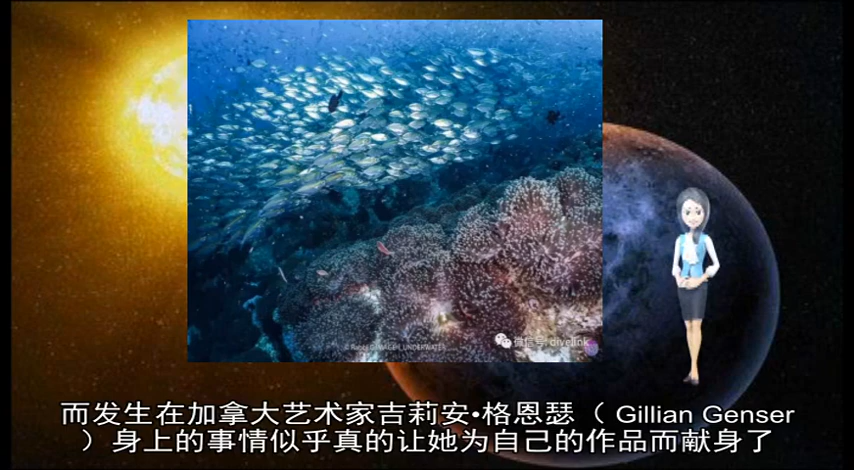 微信号: divelink
而发生在加拿大艺术家吉莉安•格恩瑟（ Gillian Genser
）身上的事情似乎真的让她为自己的作品而献身了